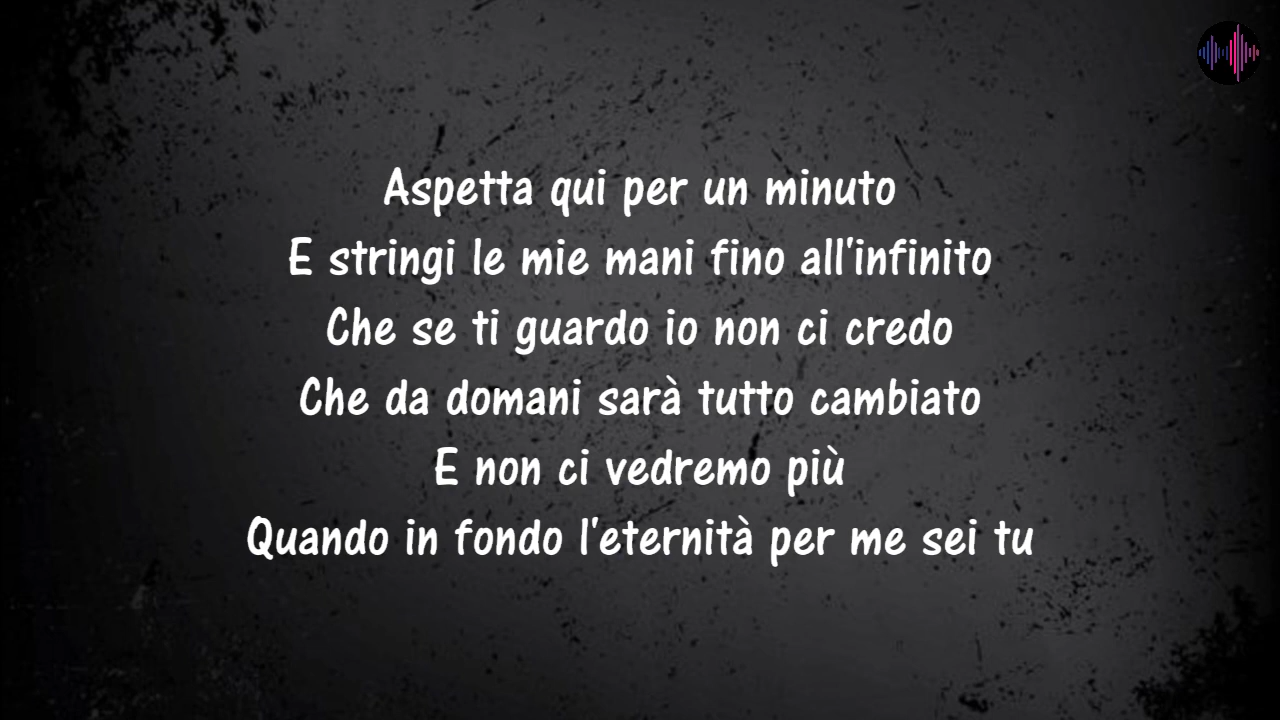 Aspetta qui per un minuto
E stringi le mie mani fino all'infinito
Che se ti guardo io non ci credo
Che da domani sarà tutto cambiato
E non ci vedremo più
Quando in fondo l'eternità per me sei tu